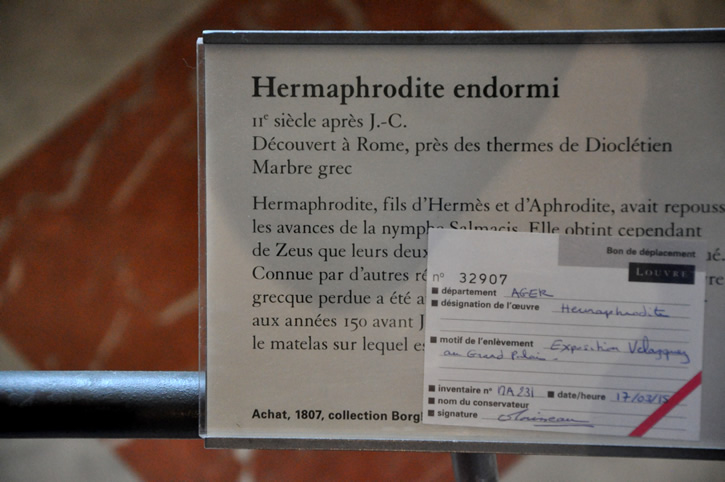 Hermaphrodite endormi
IIe siècle après J.-C.
Découvert à Rome, près des thermes de Dioclétien
Marbre grec
Hermaphrodite, fils d'Hermès et d'Aphrodite, avait repouss
les avances de la nymphe Salmacis. Elle obtint cependant
de Zeus que leurs deux
Connue par d'autres
grecque perdue a été
aux années 150 avant J
le matelas sur lequel
Achat, 1807, collection Borg
Bon de déplacement
LOUVRE
n° 32907
■ département AGER
■ désignation de l'œuvre Hermaphrodite
■ motif de l'enlèvement Exposition Velazquez
au Grand Palais
■ inventaire n° MA 231 ■ date/heure 17/03/15
■ nom du conservateur
■ signature